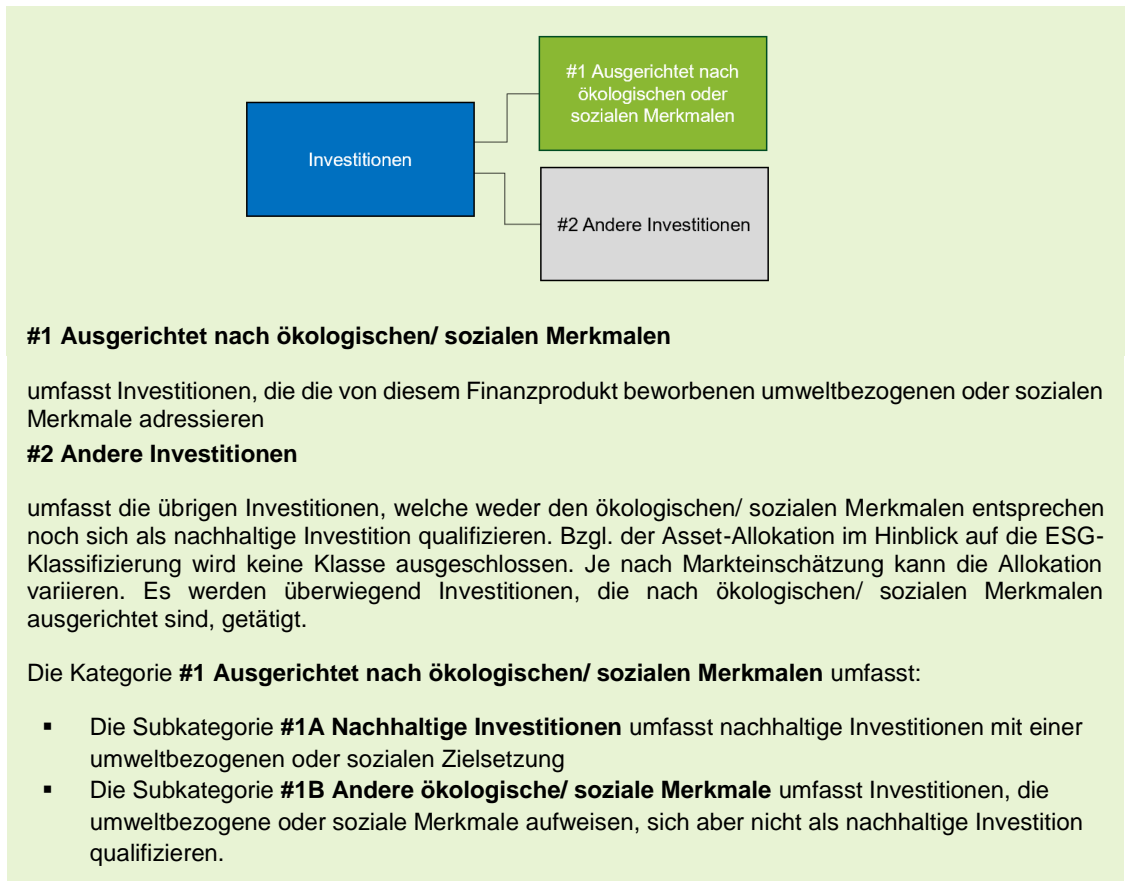 #1 Ausgerichtet nach
ökologischen oder
sozialen Merkmalen
Investitionen
#2 Andere Investitionen
#1 Ausgerichtet nach ökologischen/ sozialen Merkmalen
umfasst Investitionen, die die von diesem Finanzprodukt beworbenen umweltbezogenen oder sozialen
Merkmale adressieren
#2 Andere Investitionen
umfasst die übrigen Investitionen, welche weder den ökologischen/ sozialen Merkmalen entsprechen
noch sich als nachhaltige Investition qualifizieren. Bzgl. der Asset-Allokation im Hinblick auf die ESG-
Klassifizierung wird keine Klasse ausgeschlossen. Je nach Markteinschätzung kann die Allokation
variieren. Es werden überwiegend Investitionen, die nach ökologischen/ sozialen Merkmalen
ausgerichtet sind, getätigt.
Die Kategorie #1 Ausgerichtet nach ökologischen/ sozialen Merkmalen umfasst:
▪ Die Subkategorie #1A Nachhaltige Investitionen umfasst nachhaltige Investitionen mit einer
umweltbezogenen oder sozialen Zielsetzung
▪ Die Subkategorie #1B Andere ökologische/ soziale Merkmale umfasst Investitionen, die
umweltbezogene oder soziale Merkmale aufweisen, sich aber nicht als nachhaltige Investition
qualifizieren.